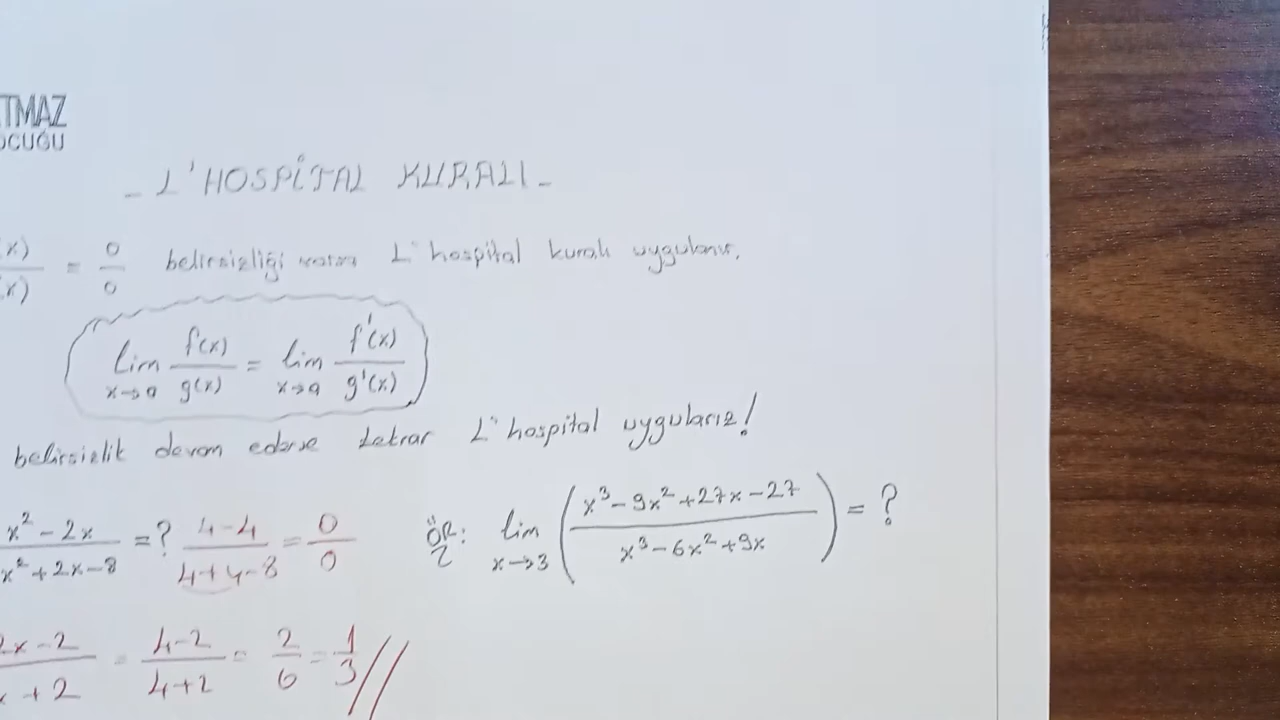 TMAZ
OCUĞU
- L'HOSPİTAL KURALI -
(x)/(x) = 0/0 belirsizliği varsa L'hospital kuralı uygulanır.
lim x→a f(x)/g(x) = lim x→a f'(x)/g'(x)
belirsizlik devam ederse tekrar L'hospital uygularız!
x² - 2x / x² + 2x - 8 = ? 4-4 / 4+4-8 = 0/0
ÖR: lim x→3 ( x³ - 9x² + 27x - 27 / x³ - 6x² + 9x ) = ?
2x - 2 / x + 2 = 4-2 / 4+2 = 2/6 = 1/3 //